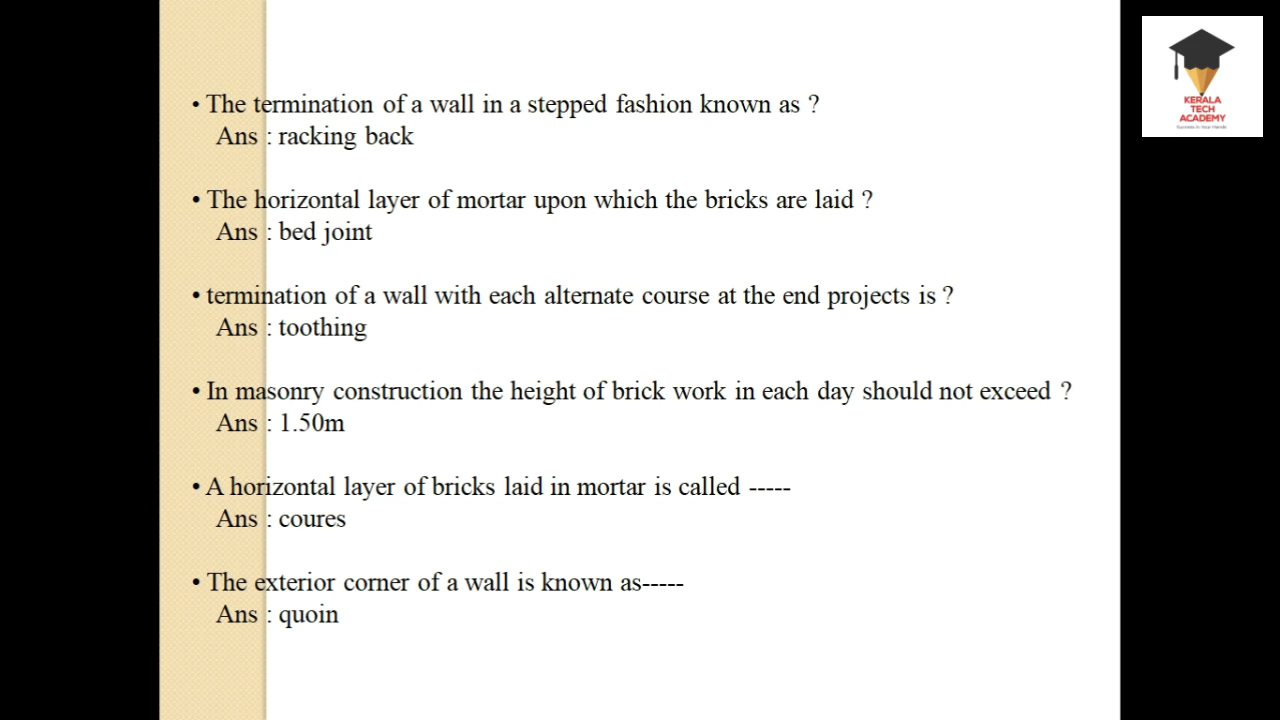 • The termination of a wall in a stepped fashion known as ?
Ans : racking back
• The horizontal layer of mortar upon which the bricks are laid ?
Ans : bed joint
• termination of a wall with each alternate course at the end projects is ?
Ans : toothing
• In masonry construction the height of brick work in each day should not exceed ?
Ans : 1.50m
• A horizontal layer of bricks laid in mortar is called -----
Ans : coures
• The exterior corner of a wall is known as-----
Ans : quoin
KERALA
TECH
ACADEMY
Success in Your Hands